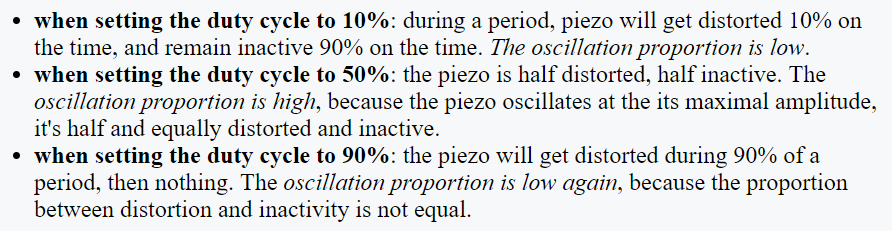 • when setting the duty cycle to 10%: during a period, piezo will get distorted 10% on
the time, and remain inactive 90% on the time. The oscillation proportion is low.
• when setting the duty cycle to 50%: the piezo is half distorted, half inactive. The
oscillation proportion is high, because the piezo oscillates at the its maximal amplitude,
it's half and equally distorted and inactive.
• when setting the duty cycle to 90%: the piezo will get distorted during 90% of a
period, then nothing. The oscillation proportion is low again, because the proportion
between distortion and inactivity is not equal.